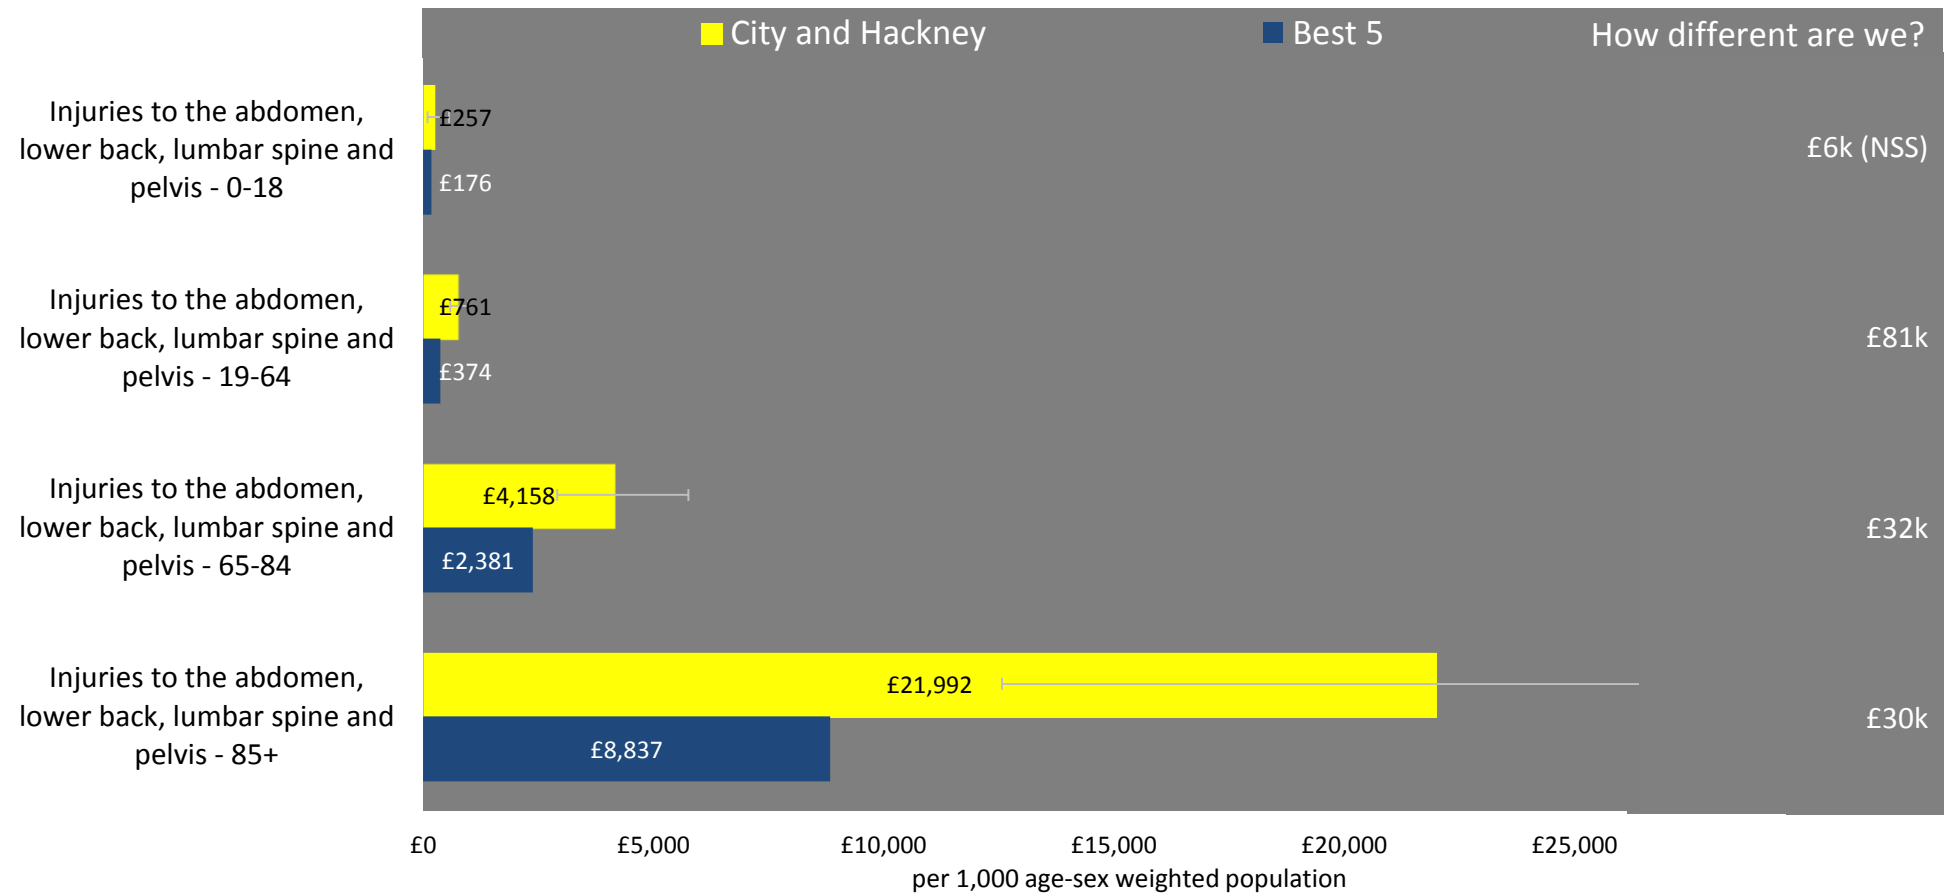 City and Hackney
Best 5
How different are we?
Injuries to the abdomen,
lower back, lumbar spine and
pelvis - 0-18
£257
£176
£6k (NSS)
Injuries to the abdomen,
lower back, lumbar spine and
pelvis - 19-64
£761
£374
£81k
Injuries to the abdomen,
lower back, lumbar spine and
pelvis - 65-84
£4,158
£2,381
£32k
Injuries to the abdomen,
lower back, lumbar spine and
pelvis - 85+
£21,992
£8,837
£30k
£0
£5,000
£10,000
£15,000
£20,000
£25,000
per 1,000 age-sex weighted population